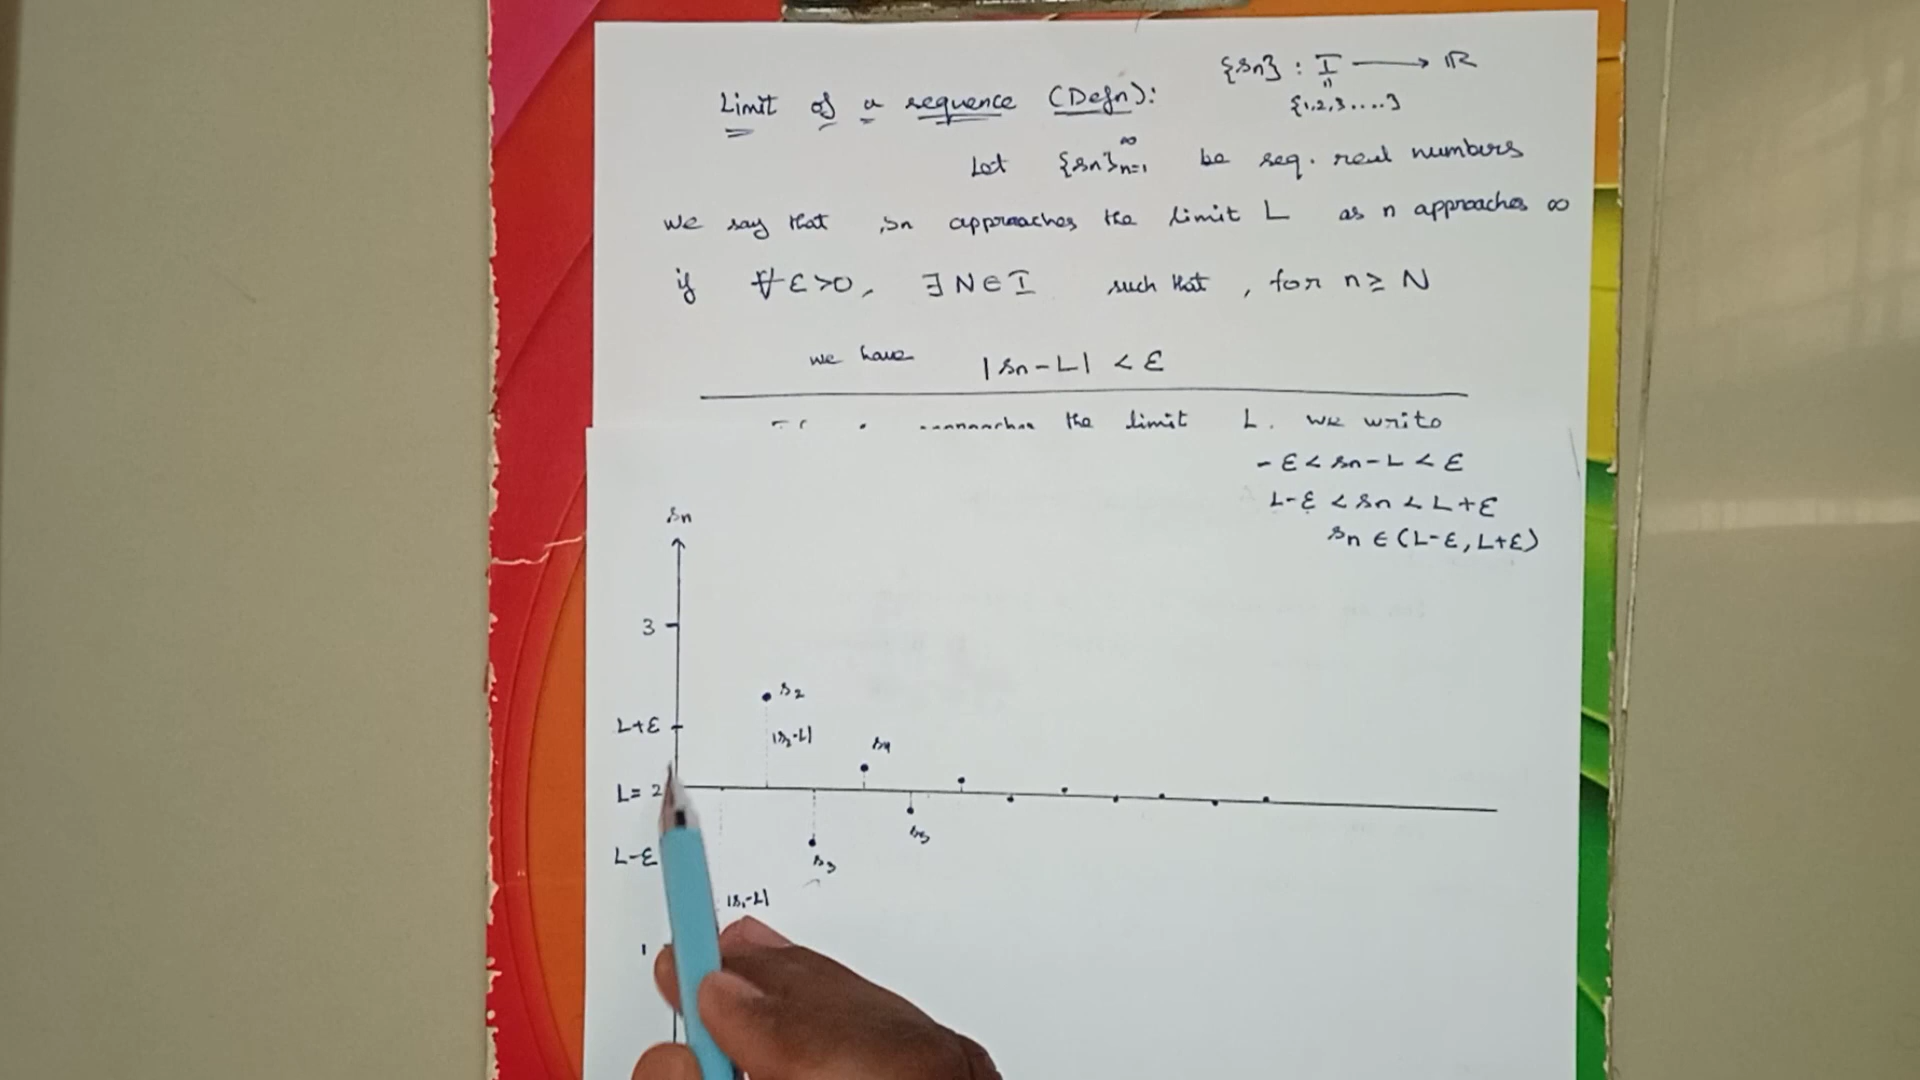 {sn} : I → R
Limit of a sequence (Defn):
{1,2,3....}
Let {sn}∞n=1 be seq. real numbers
we say that sn approaches the limit L as n approaches ∞
if ∀ ε>0, ∃ N∈I such that, for n≥N
we have |sn-L| < ε
the limit L. we write
-ε < sn-L < ε
L-ε < sn < L+ε
sn ∈ (L-ε, L+ε)
sn
3
s2
L+ε
|s2-L|
s4
L= 2
s5
L-ε
s3
|s1-L|
1